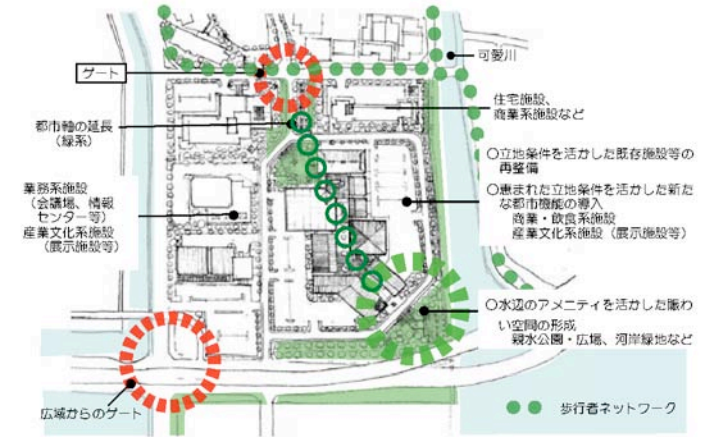 可愛川
ゲート
住宅施設、
商業系施設など
都市軸の延長
（緑系）
○立地条件を活かした既存施設等の
再整備
業務系施設
（会議場、情報
センター等）
産業文化系施設
（展示施設等）
○恵まれた立地条件を活かした新た
な都市機能の導入
商業・飲食系施設
産業文化系施設（展示施設等）
○水辺のアメニティを活かした賑わ
い空間の形成
親水公園・広場、河岸緑地など
広域からのゲート
歩行者ネットワーク